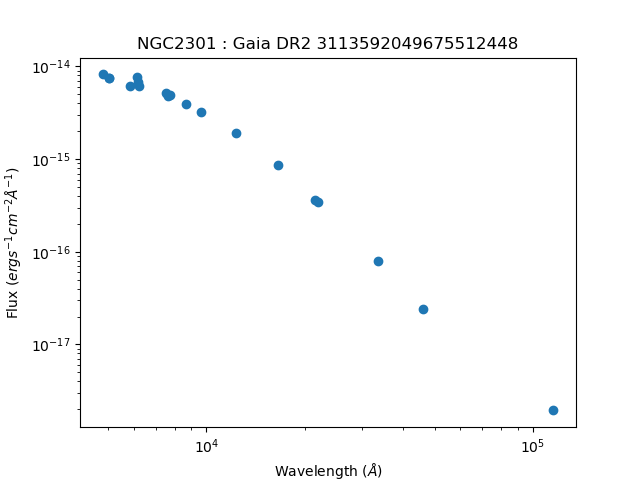 NGC2301 : Gaia DR2 3113592049675512448
10⁻¹⁴
10⁻¹⁵
10⁻¹⁶
10⁻¹⁷
Flux (ergs⁻¹cm⁻²Å⁻¹)
10⁴
10⁵
Wavelength (Å)